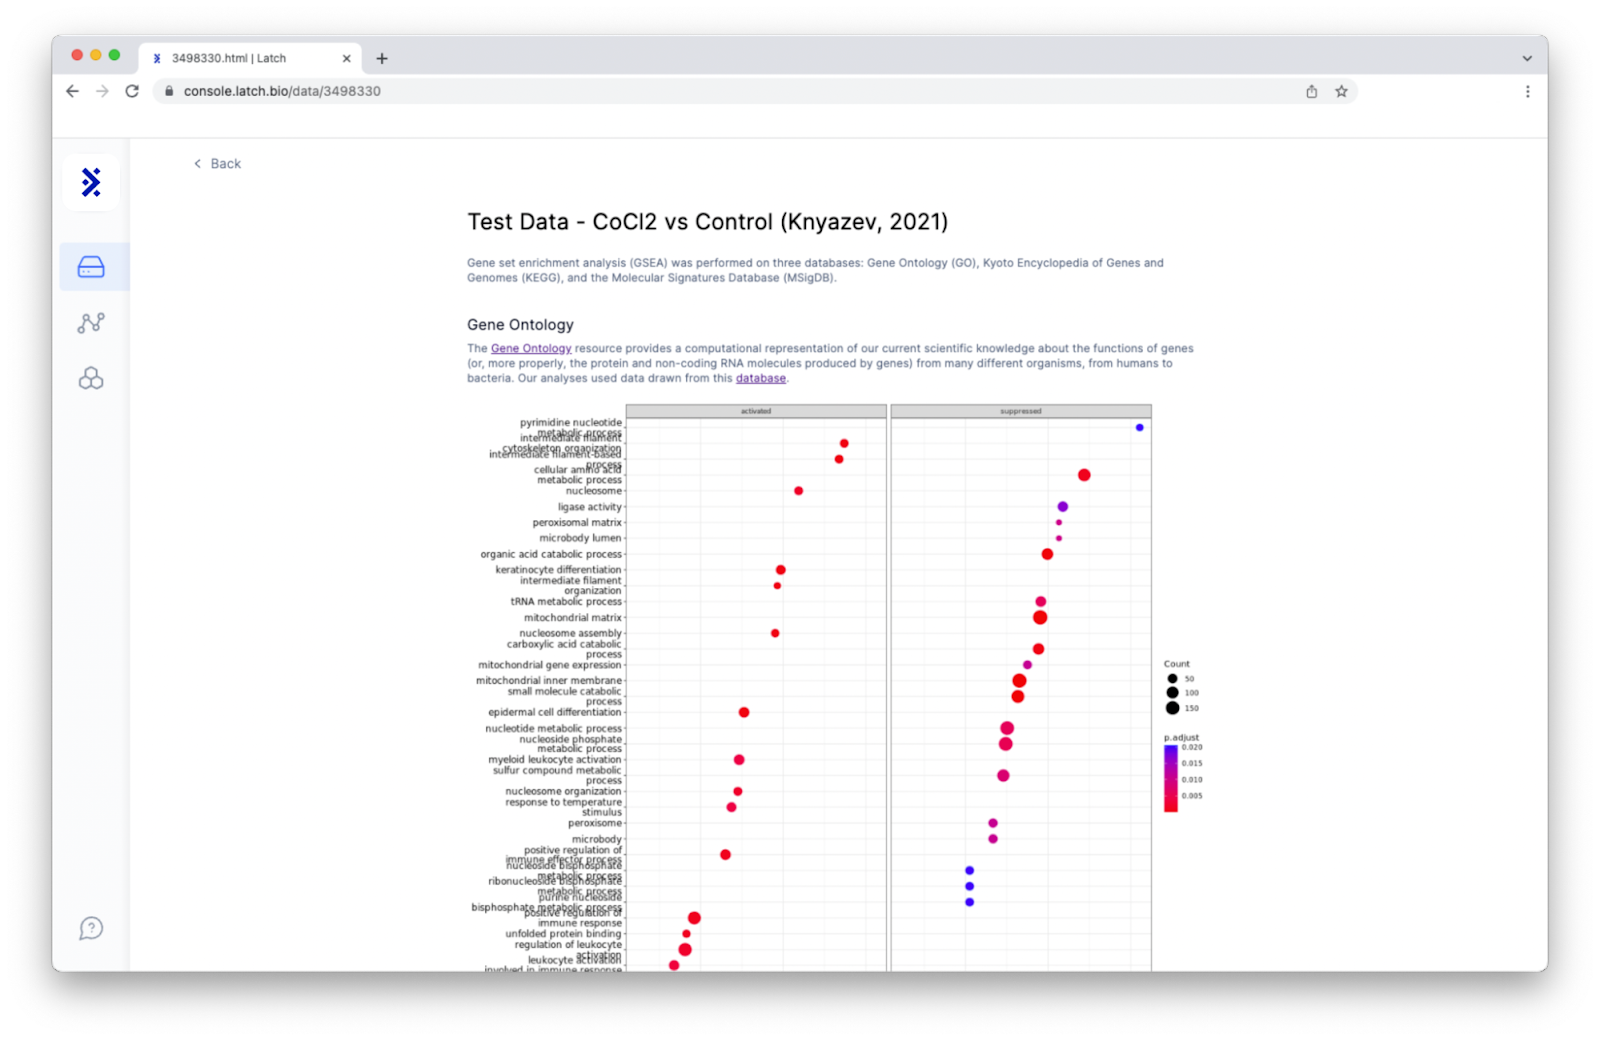 3498330.html | Latch
console.latch.bio/data/3498330
Back
Test Data - CoCl2 vs Control (Knyazev, 2021)
Gene set enrichment analysis (GSEA) was performed on three databases: Gene Ontology (GO), Kyoto Encyclopedia of Genes and
Genomes (KEGG), and the Molecular Signatures Database (MSigDB).
Gene Ontology
The Gene Ontology resource provides a computational representation of our current scientific knowledge about the functions of genes
(or, more properly, the protein and non-coding RNA molecules produced by genes) from many different organisms, from humans to
bacteria. Our analyses used data drawn from this database.
activated
suppressed
pyrimidine nucleotide
metabolic process
intermediate filament
cytoskeleton organization
intermediate filament-based
process
cellular amino acid
metabolic process
nucleosome
ligase activity
peroxisomal matrix
microbody lumen
organic acid catabolic process
keratinocyte differentiation
intermediate filament
organization
tRNA metabolic process
mitochondrial matrix
nucleosome assembly
carboxylic acid catabolic
process
mitochondrial gene expression
mitochondrial inner membrane
small molecule catabolic
process
epidermal cell differentiation
nucleotide metabolic process
nucleoside phosphate
metabolic process
myeloid leukocyte activation
sulfur compound metabolic
process
nucleosome organization
response to temperature
stimulus
peroxisome
microbody
positive regulation of
immune effector process
nucleoside bisphosphate
metabolic process
ribonucleoside bisphosphate
metabolic process
purine nucleoside
bisphosphate metabolic process
positive regulation of
immune response
unfolded protein binding
regulation of leukocyte
activation
leukocyte activation
involved in immune response
Count
50
100
150
p.adjust
0.020
0.015
0.010
0.005